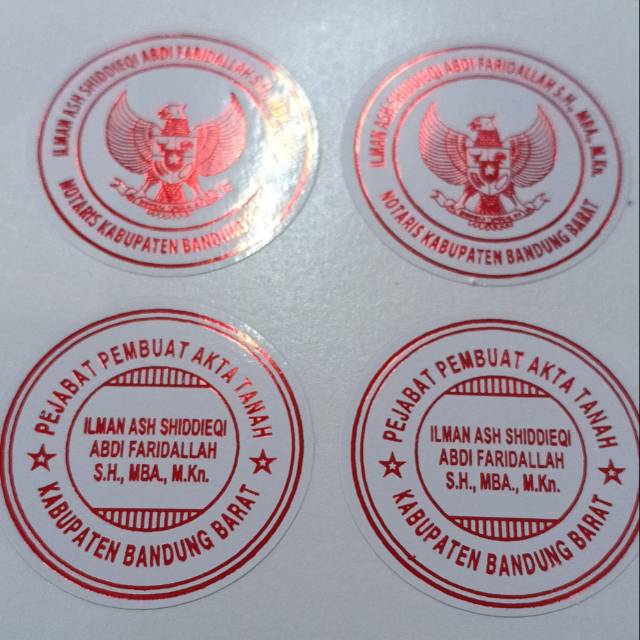 ILMAN ASH SHIDDIEQI ABDI FARIDALLAH S.H.,
NOTARIS KABUPATEN BANDUNG
ILMAN ASH SHIDDIEQI ABDI FARIDALLAH S.H., MBA., M.Kn.
NOTARIS KABUPATEN BANDUNG BARAT
PEJABAT PEMBUAT AKTA TANAH
ILMAN ASH SHIDDIEQI
ABDI FARIDALLAH
S.H., MBA., M.Kn.
KABUPATEN BANDUNG BARAT
PEJABAT PEMBUAT AKTA TANAH
ILMAN ASH SHIDDIEQI
ABDI FARIDALLAH
S.H., MBA., M.Kn.
KABUPATEN BANDUNG BARAT